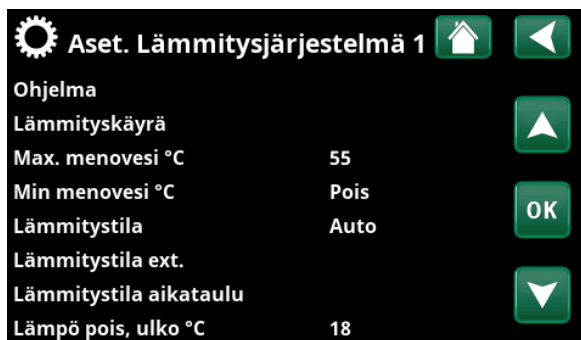 Aset. Lämmitysjärjestelmä 1
Ohjelma
Lämmityskäyrä
Max. menovesi °C 55
Min menovesi °C Pois
Lämmitystila Auto
OK
Lämmitystila ext.
Lämmitystila aikataulu
Lämpö pois, ulko °C 18